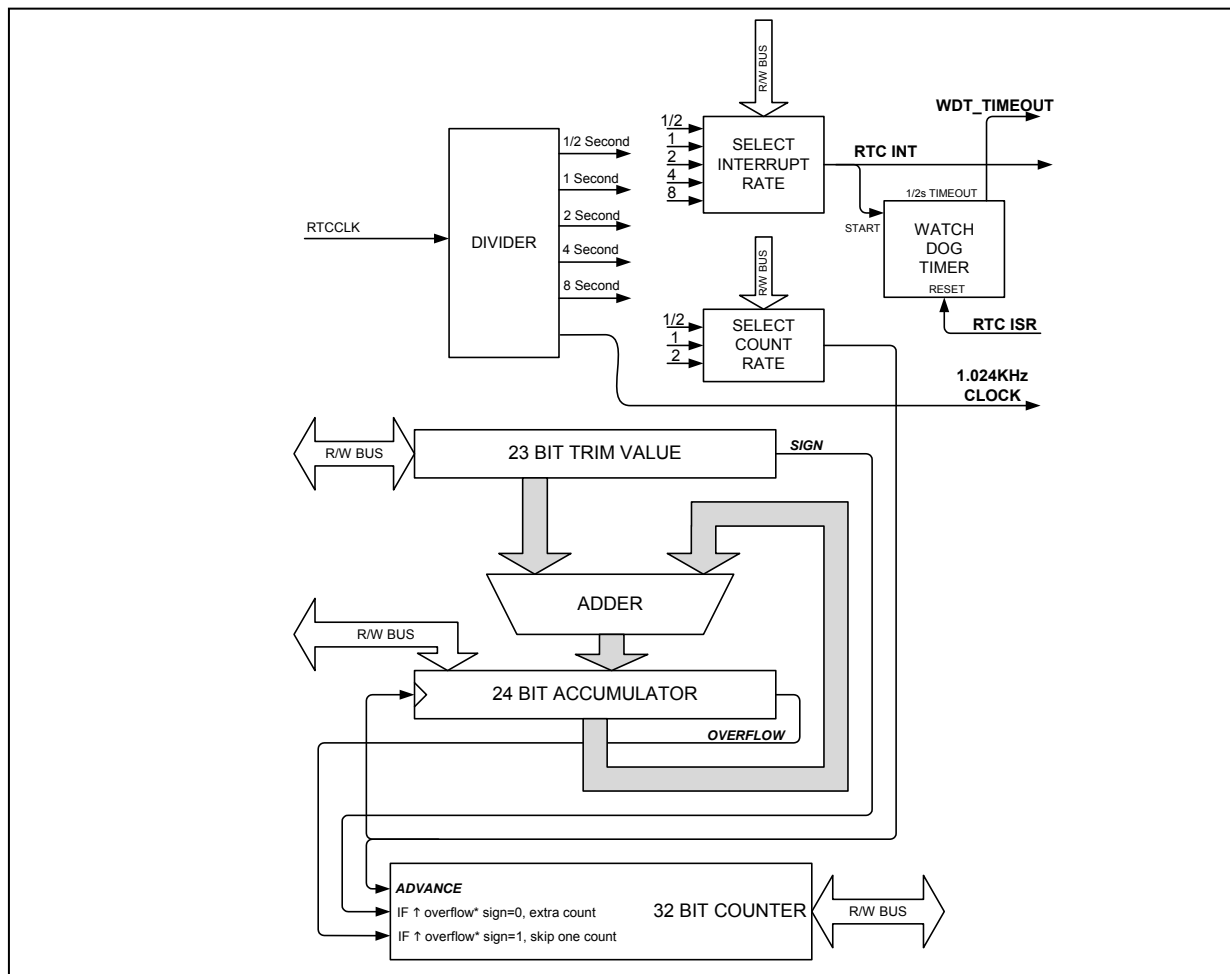 R/W BUS
WDT_TIMEOUT
1/2
1
2
4
8
SELECT
INTERRUPT
RATE
RTC INT
1/2 Second
1 Second
2 Second
4 Second
8 Second
RTCCLK
DIVIDER
1/2s TIMEOUT
START
WATCH
DOG
TIMER
RESET
RTC ISR
R/W BUS
1/2
1
2
SELECT
COUNT
RATE
1.024KHz
CLOCK
R/W BUS
23 BIT TRIM VALUE
SIGN
ADDER
R/W BUS
24 BIT ACCUMULATOR
OVERFLOW
ADVANCE
IF ↑ overflow* sign=0, extra count
IF ↑ overflow* sign=1, skip one count
32 BIT COUNTER
R/W BUS